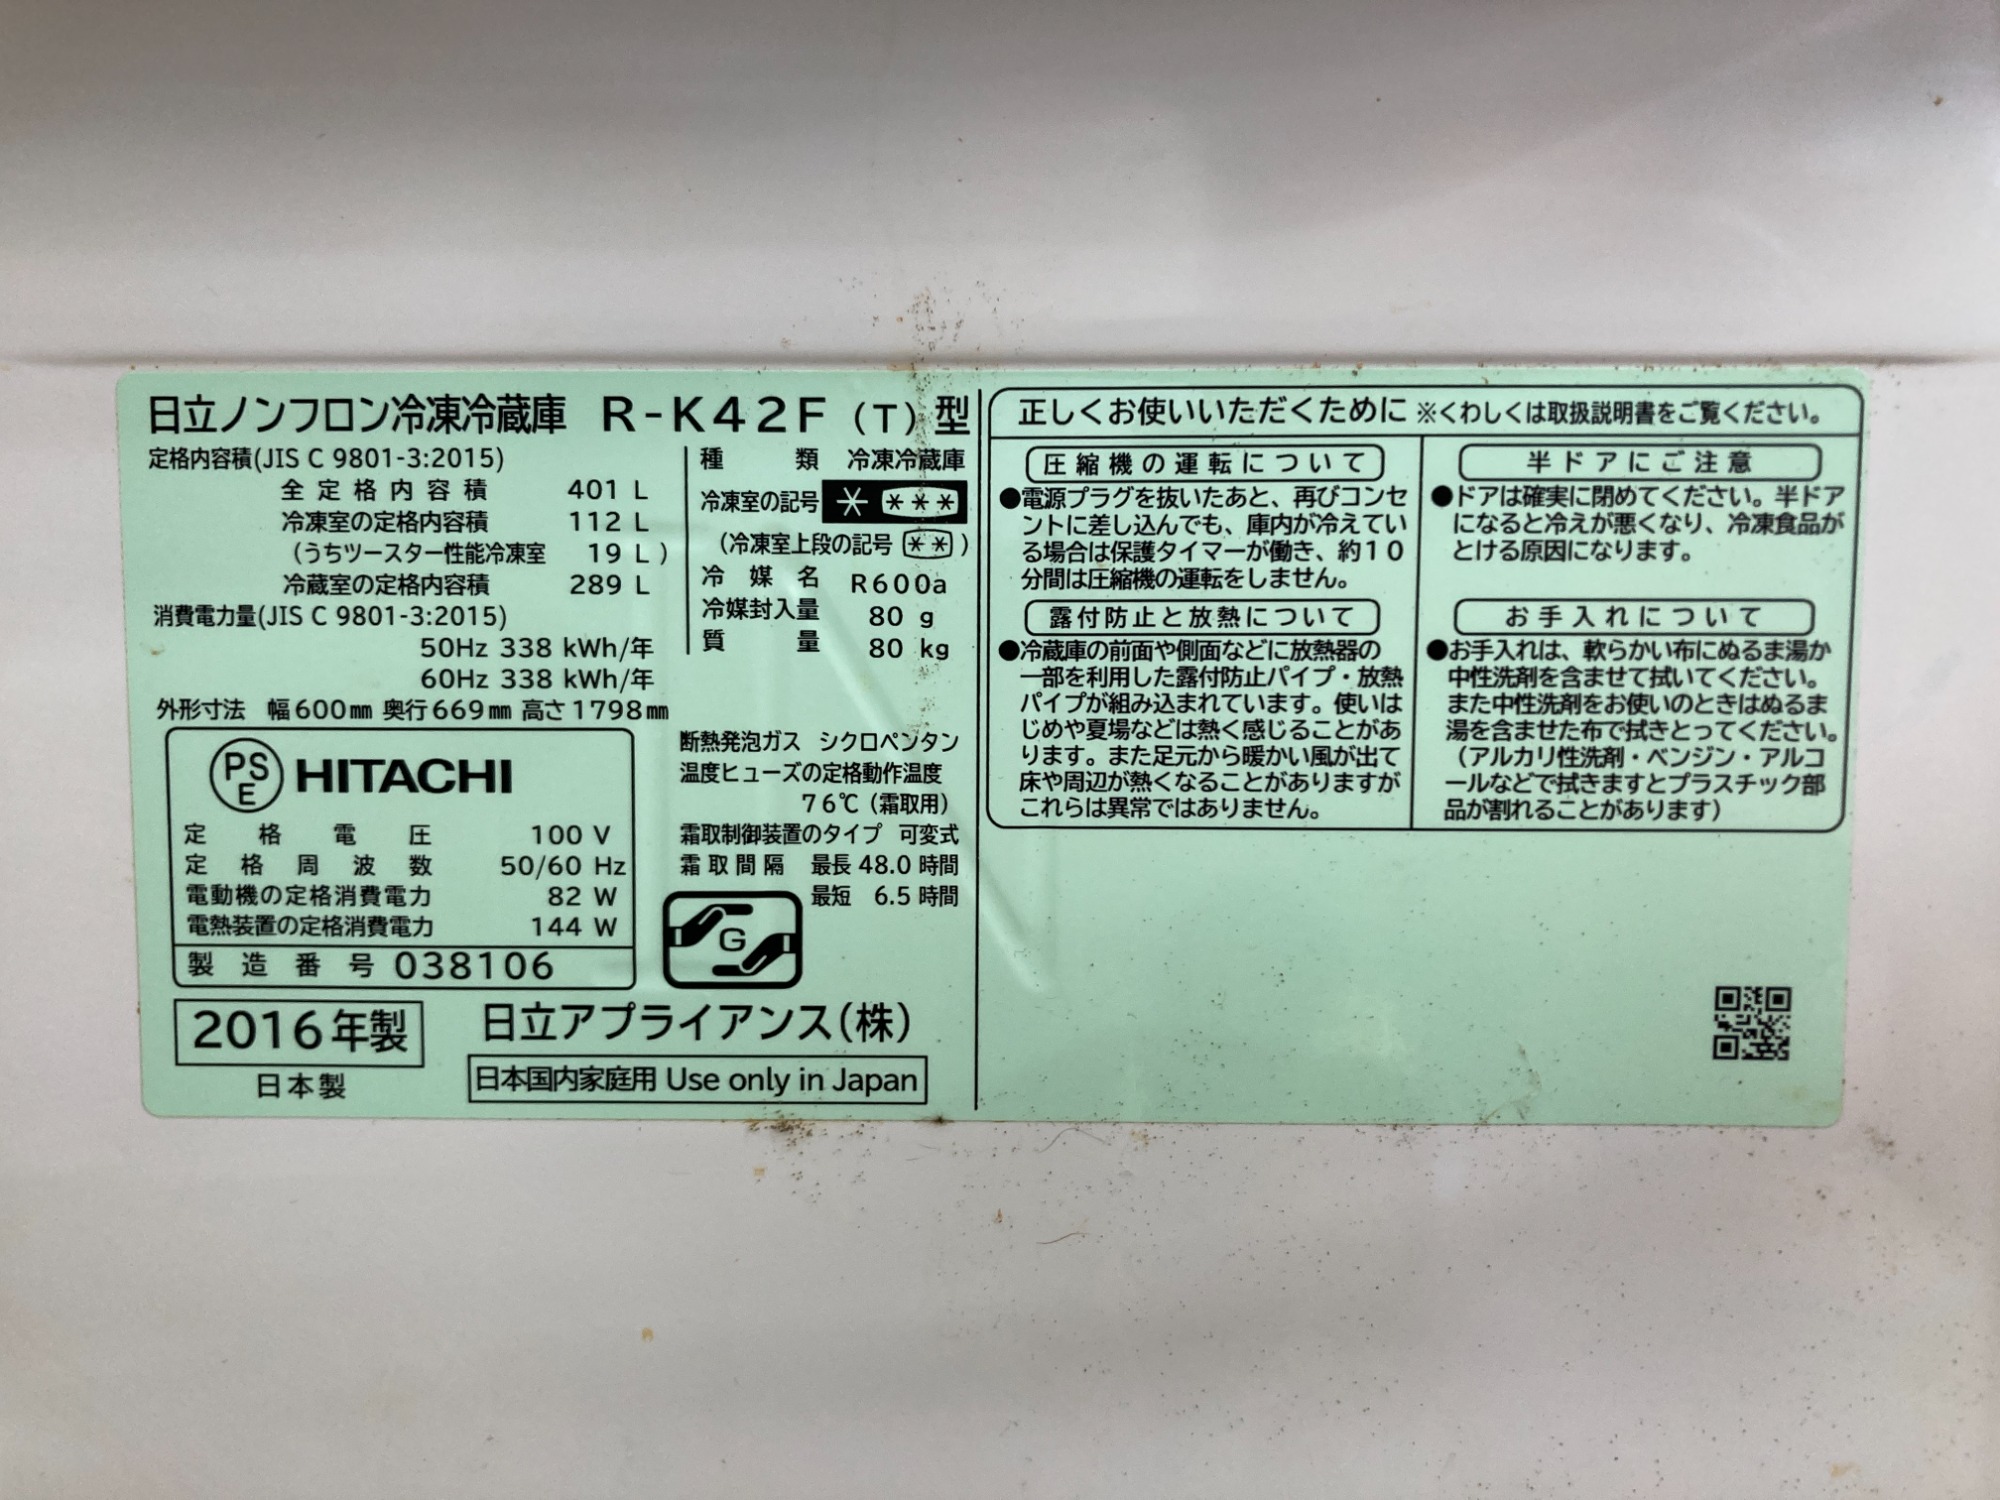 日立ノンフロン冷凍冷蔵庫 R-K42F (T) 型
定格内容積(JIS C 9801-3:2015)
全定格内容積 401 L
冷凍室の定格内容積 112 L
(うちツースター性能冷凍室 19 L)
冷蔵室の定格内容積 289 L
消費電力量(JIS C 9801-3:2015)
50Hz 338 kWh/年
60Hz 338 kWh/年
外形寸法 幅600mm 奥行669mm 高さ1798mm
種類 冷凍冷蔵庫
冷凍室の記号 * ***
(冷凍室上段の記号 **)
冷媒名 R600a
冷媒封入量 80 g
質量 80 kg
PSE HITACHI
定格電圧 100 V
定格周波数 50/60 Hz
電動機の定格消費電力 82 W
電熱装置の定格消費電力 144 W
製造番号 038106
断熱発泡ガス シクロペンタン
温度ヒューズの定格動作温度
76℃(霜取用)
霜取制御装置のタイプ 可変式
霜取間隔 最長 48.0 時間
最短 6.5 時間
G
2016年製
日本製
日立アプライアンス(株)
日本国内家庭用 Use only in Japan
正しくお使いいただくために ※くわしくは取扱説明書をご覧ください。
圧縮機の運転について
●電源プラグを抜いたあと、再びコンセ
ントに差し込んでも、庫内が冷えてい
る場合は保護タイマーが働き、約10
分間は圧縮機の運転をしません。
露付防止と放熱について
●冷蔵庫の前面や側面などに放熱器の
一部を利用した露付防止パイプ・放熱
パイプが組み込まれています。使いは
じめや夏場などは熱く感じることがあ
ります。また足元から暖かい風が出て
床や周辺が熱くなることがありますが
これらは異常ではありません。
半ドアにご注意
●ドアは確実に閉めてください。半ドア
になると冷えが悪くなり、冷凍食品が
とける原因になります。
お手入れについて
●お手入れは、軟らかい布にぬるま湯か
中性洗剤を含ませて拭いてください。
また中性洗剤をお使いのときはぬるま
湯を含ませた布で拭きとってください。
(アルカリ性洗剤・ベンジン・アルコ
ールなどで拭きますとプラスチック部
品が割れることがあります)